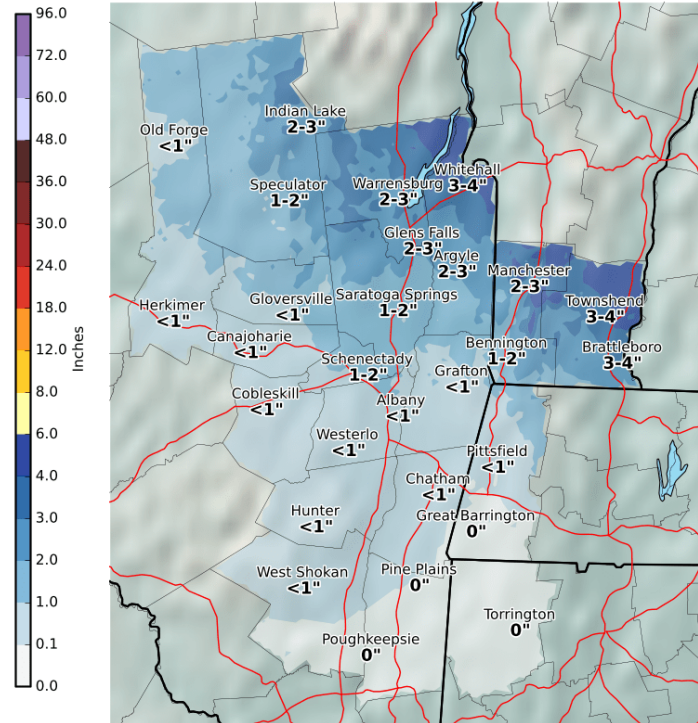 96.0
72.0
60.0
48.0
36.0
30.0
24.0
18.0
12.0
8.0
6.0
4.0
3.0
2.0
1.0
0.1
0.0
Inches
Indian Lake
2-3"
Old Forge
<1"
Whitehall
3-4"
Speculator
1-2"
Warrensburg
2-3"
Glens Falls
2-3"
Argyle
2-3"
Manchester
2-3"
Herkimer
<1"
Gloversville
<1"
Saratoga Springs
1-2"
Townshend
3-4"
Canajoharie
<1"
Schenectady
1-2"
Bennington
1-2"
Brattleboro
3-4"
Grafton
<1"
Cobleskill
<1"
Albany
<1"
Westerlo
<1"
Pittsfield
<1"
Chatham
<1"
Hunter
<1"
Great Barrington
0"
West Shokan
<1"
Pine Plains
0"
Torrington
0"
Poughkeepsie
0"